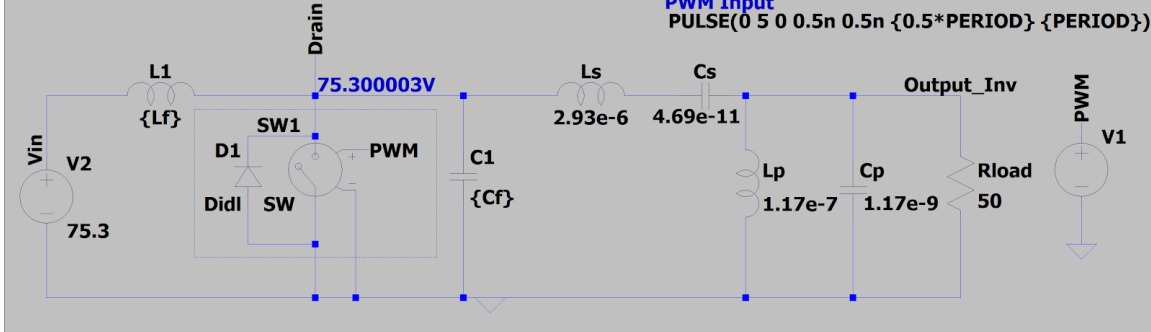 PWM Input
PULSE(0 5 0 0.5n 0.5n {0.5*PERIOD} {PERIOD})
Drain
L1
{Lf}
75.300003V
Ls
2.93e-6
Cs
4.69e-11
Output_Inv
PWM
V1
+
−
Vin
V2
+
−
75.3
SW1
D1
PWM
+
−
Didl
SW
C1
{Cf}
Lp
1.17e-7
Cp
1.17e-9
Rload
50